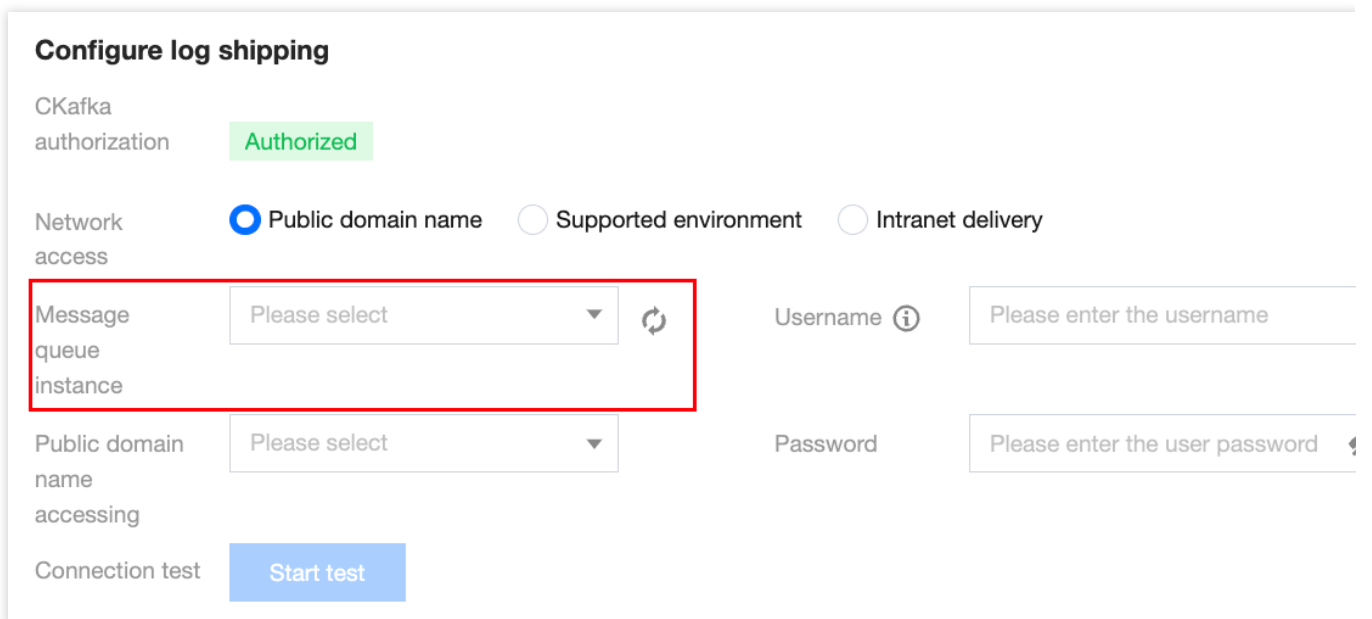 Configure log shipping
CKafka
authorization
Authorized
Network
access
Public domain name
Supported environment
Intranet delivery
Message
queue
instance
Please select
Username
Please enter the username
Public domain
name
accessing
Please select
Password
Please enter the user password
Connection test
Start test